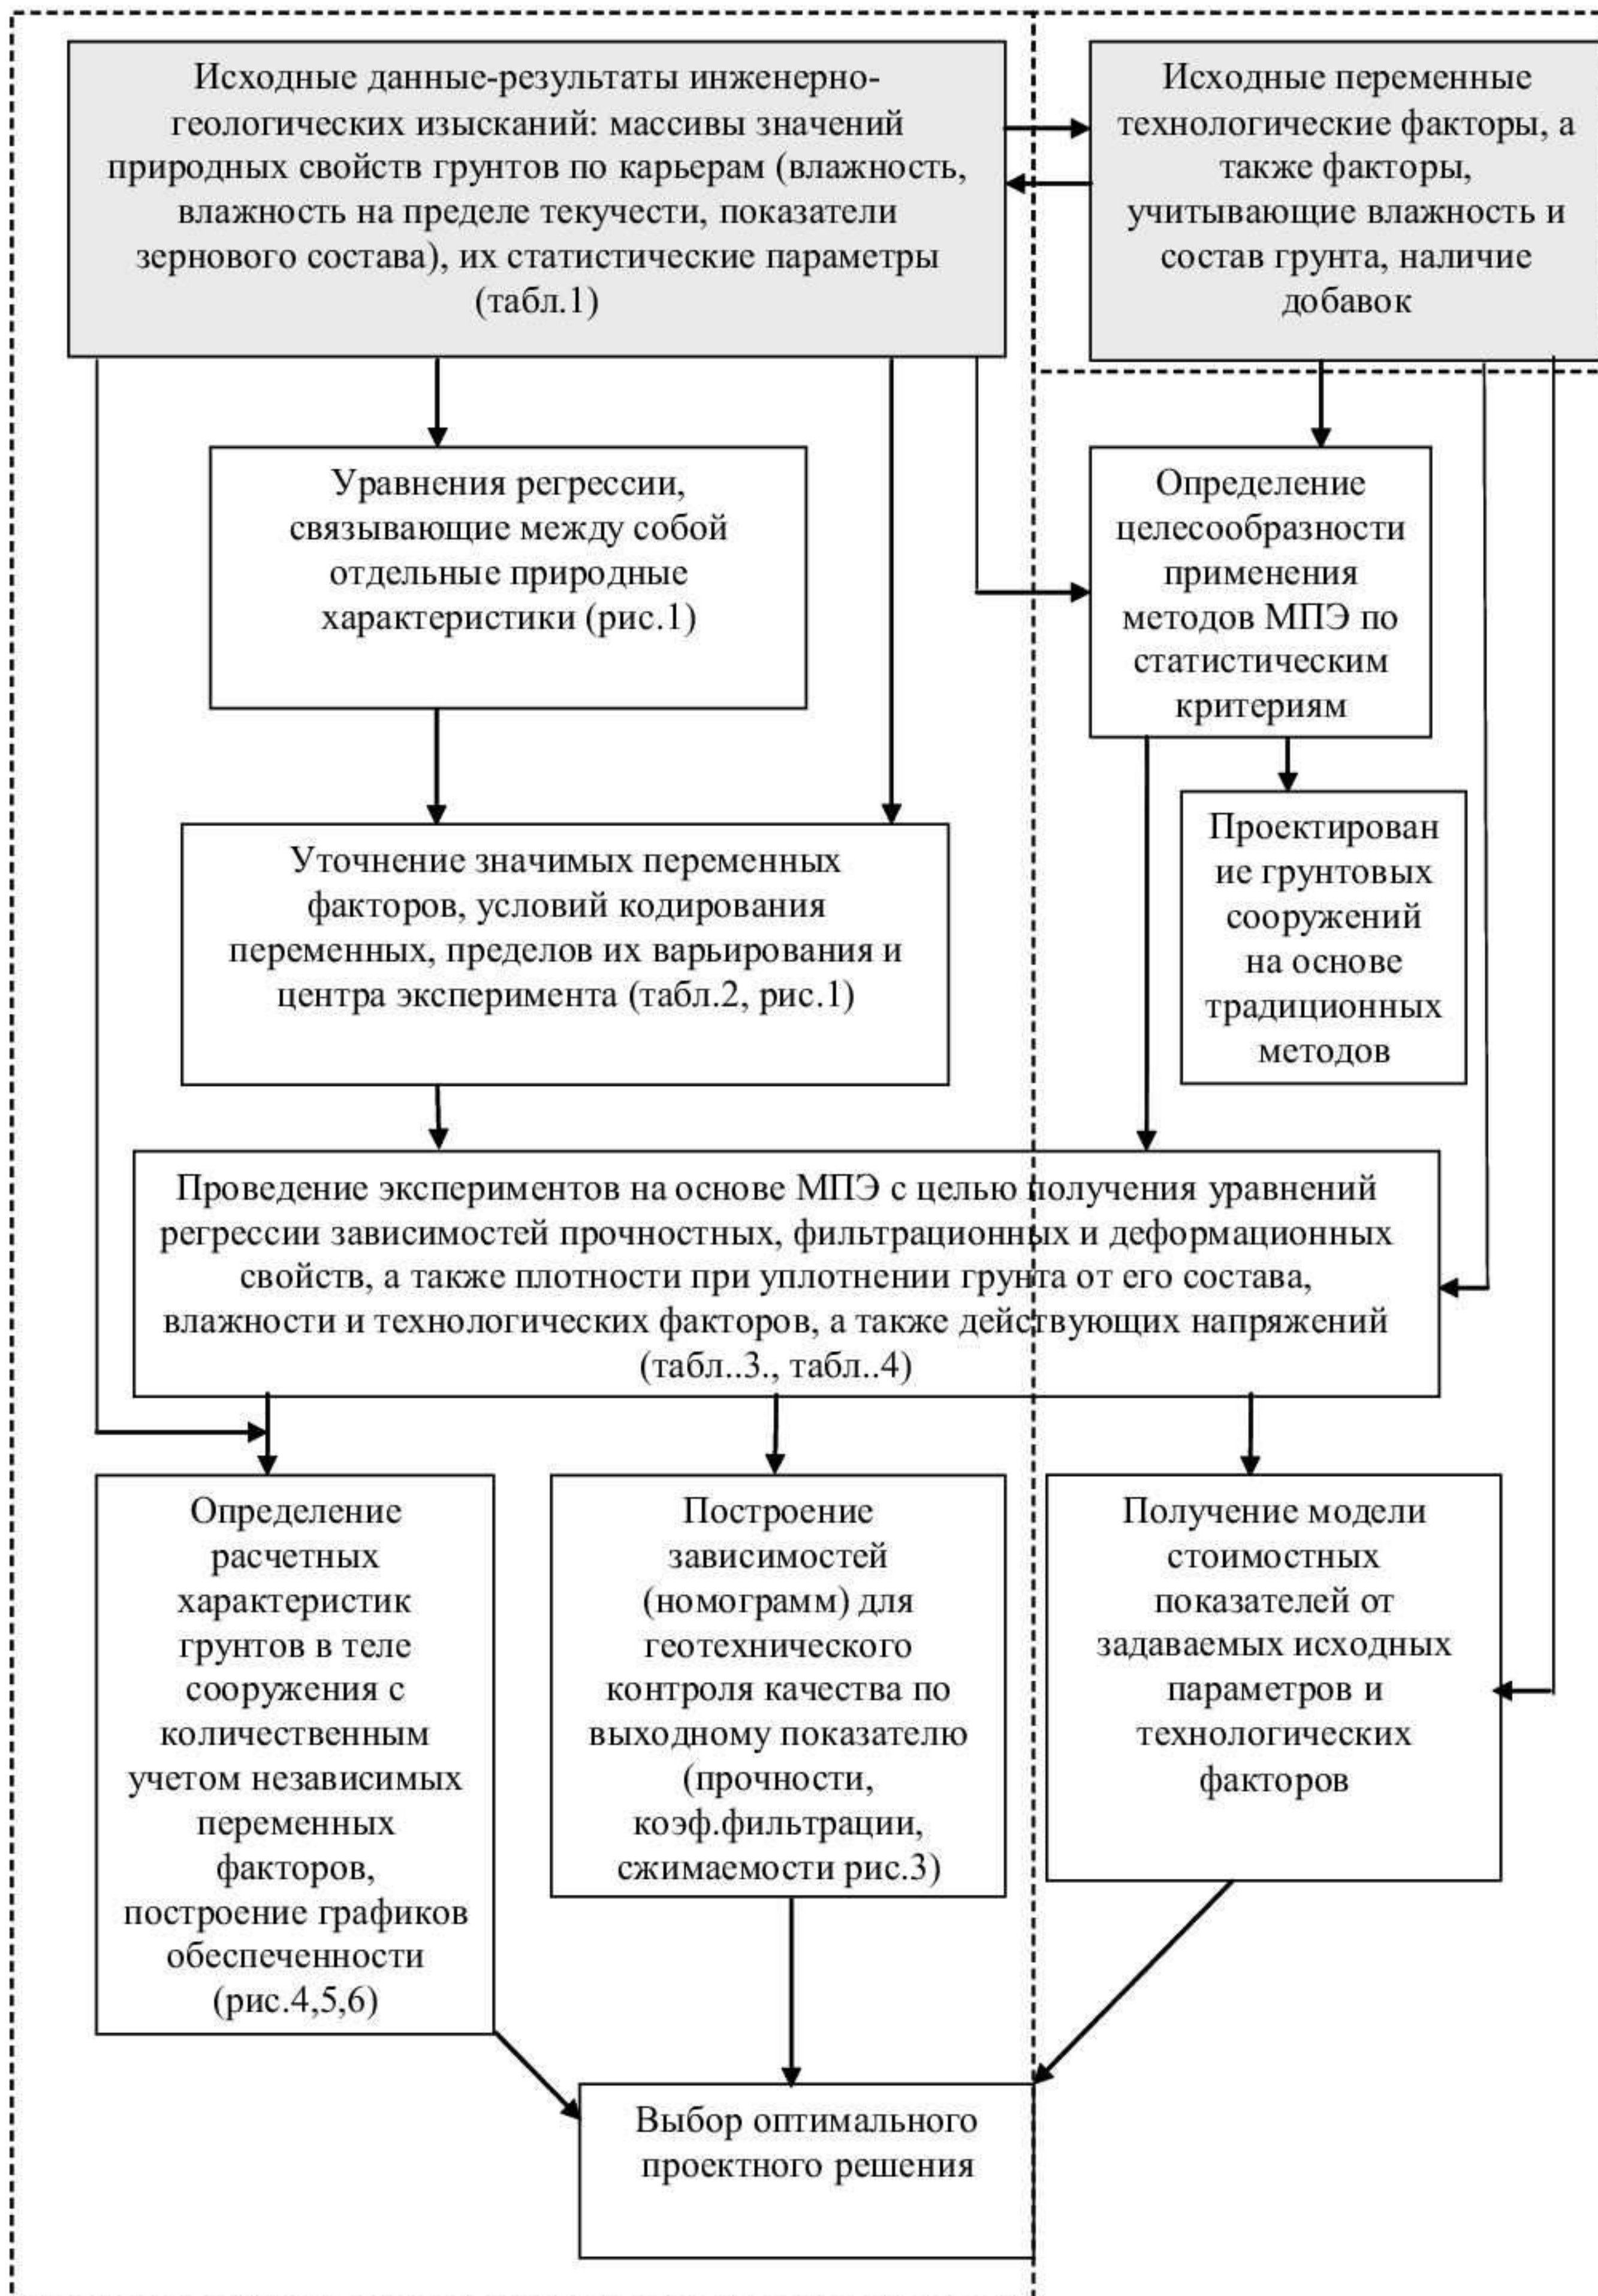 Исходные данные-результаты инженерно-
геологических изысканий: массивы значений
природных свойств грунтов по карьерам (влажность,
влажность на пределе текучести, показатели
зернового состава), их статистические параметры
(табл.1)
Исходные переменные
технологические факторы, а
также факторы,
учитывающие влажность и
состав грунта, наличие
добавок
Уравнения регрессии,
связывающие между собой
отдельные природные
характеристики (рис.1)
Определение
целесообразности
применения
методов МПЭ по
статистическим
критериям
Проектирован
ие грунтовых
сооружений
на основе
традиционных
методов
Уточнение значимых переменных
факторов, условий кодирования
переменных, пределов их варьирования и
центра эксперимента (табл.2, рис.1)
Проведение экспериментов на основе МПЭ с целью получения уравнений
регрессии зависимостей прочностных, фильтрационных и деформационных
свойств, а также плотности при уплотнении грунта от его состава,
влажности и технологических факторов, а также действующих напряжений
(табл..3., табл..4)
Определение
расчетных
характеристик
грунтов в теле
сооружения с
количественным
учетом независимых
переменных
факторов,
построение графиков
обеспеченности
(рис.4,5,6)
Построение
зависимостей
(номограмм) для
геотехнического
контроля качества по
выходному показателю
(прочности,
коэф.фильтрации,
сжимаемости рис.3)
Получение модели
стоимостных
показателей от
задаваемых исходных
параметров и
технологических
факторов
Выбор оптимального
проектного решения